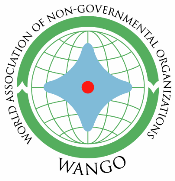 WORLD ASSOCIATION OF NON-GOVERNMENTAL ORGANIZATIONS
WANGO